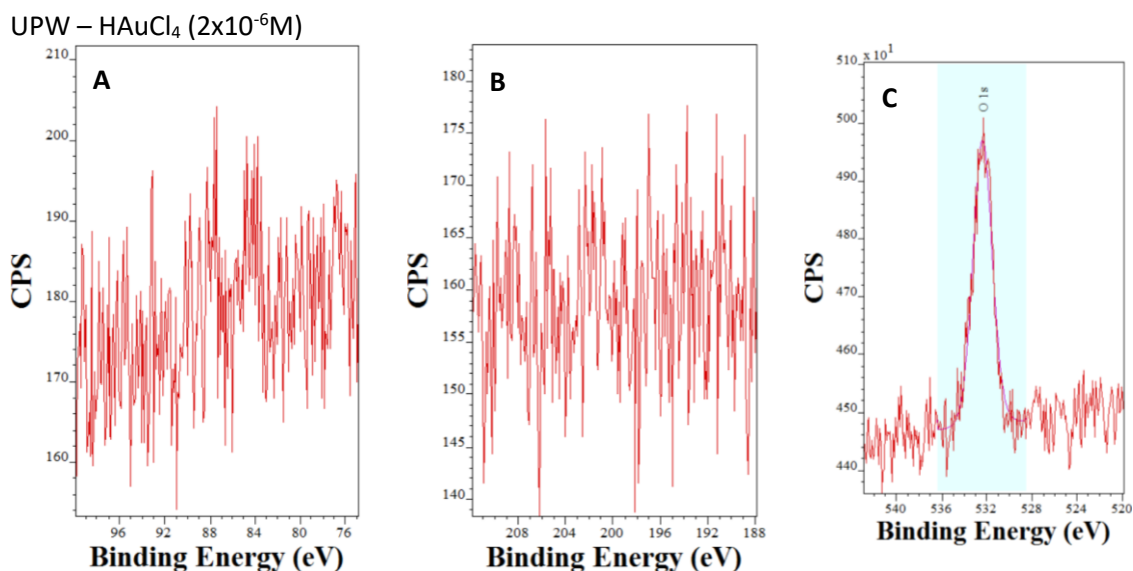 UPW – HAuCl₄ (2x10⁻⁶M)
A
210
200
190
180
170
160
CPS
96 92 88 84 80 76
Binding Energy (eV)
B
180
175
170
165
160
155
150
145
140
CPS
208 204 200 196 192 188
Binding Energy (eV)
x 10¹
C
O 1s
510
500
490
480
470
460
450
440
CPS
540 536 532 528 524 520
Binding Energy (eV)